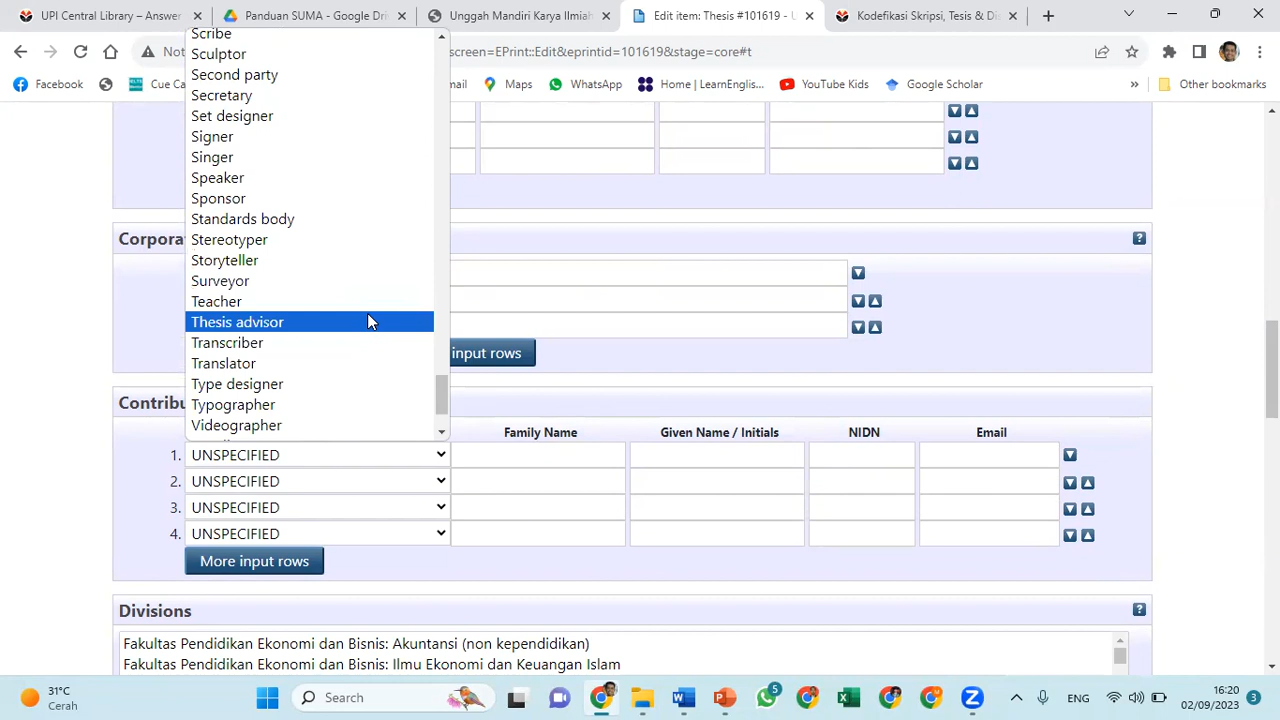 UPI Central Library – Answer
Panduan SUMA - Google Dri
Unggah Mandiri Karya Ilmiah
Edit item: Thesis #101619 - U
Kodefikasi Skripsi, Tesis & Di
Not
screen=EPrint::Edit&eprintid=101619&stage=core#t
Facebook
Cue Ca
mail
Maps
WhatsApp
Home | LearnEnglis...
YouTube Kids
Google Scholar
Other bookmarks
Scribe
Sculptor
Second party
Secretary
Set designer
Signer
Singer
Speaker
Sponsor
Standards body
Stereotyper
Storyteller
Surveyor
Teacher
Thesis advisor
Transcriber
Translator
Type designer
Typographer
Videographer
Corporat
input rows
Contribu
Family Name Given Name / Initials NIDN Email
1. UNSPECIFIED
2. UNSPECIFIED
3. UNSPECIFIED
4. UNSPECIFIED
More input rows
Divisions
Fakultas Pendidikan Ekonomi dan Bisnis: Akuntansi (non kependidikan)
Fakultas Pendidikan Ekonomi dan Bisnis: Ilmu Ekonomi dan Keuangan Islam
31°C
Cerah
Search
5
ENG
16:20
02/09/2023
3